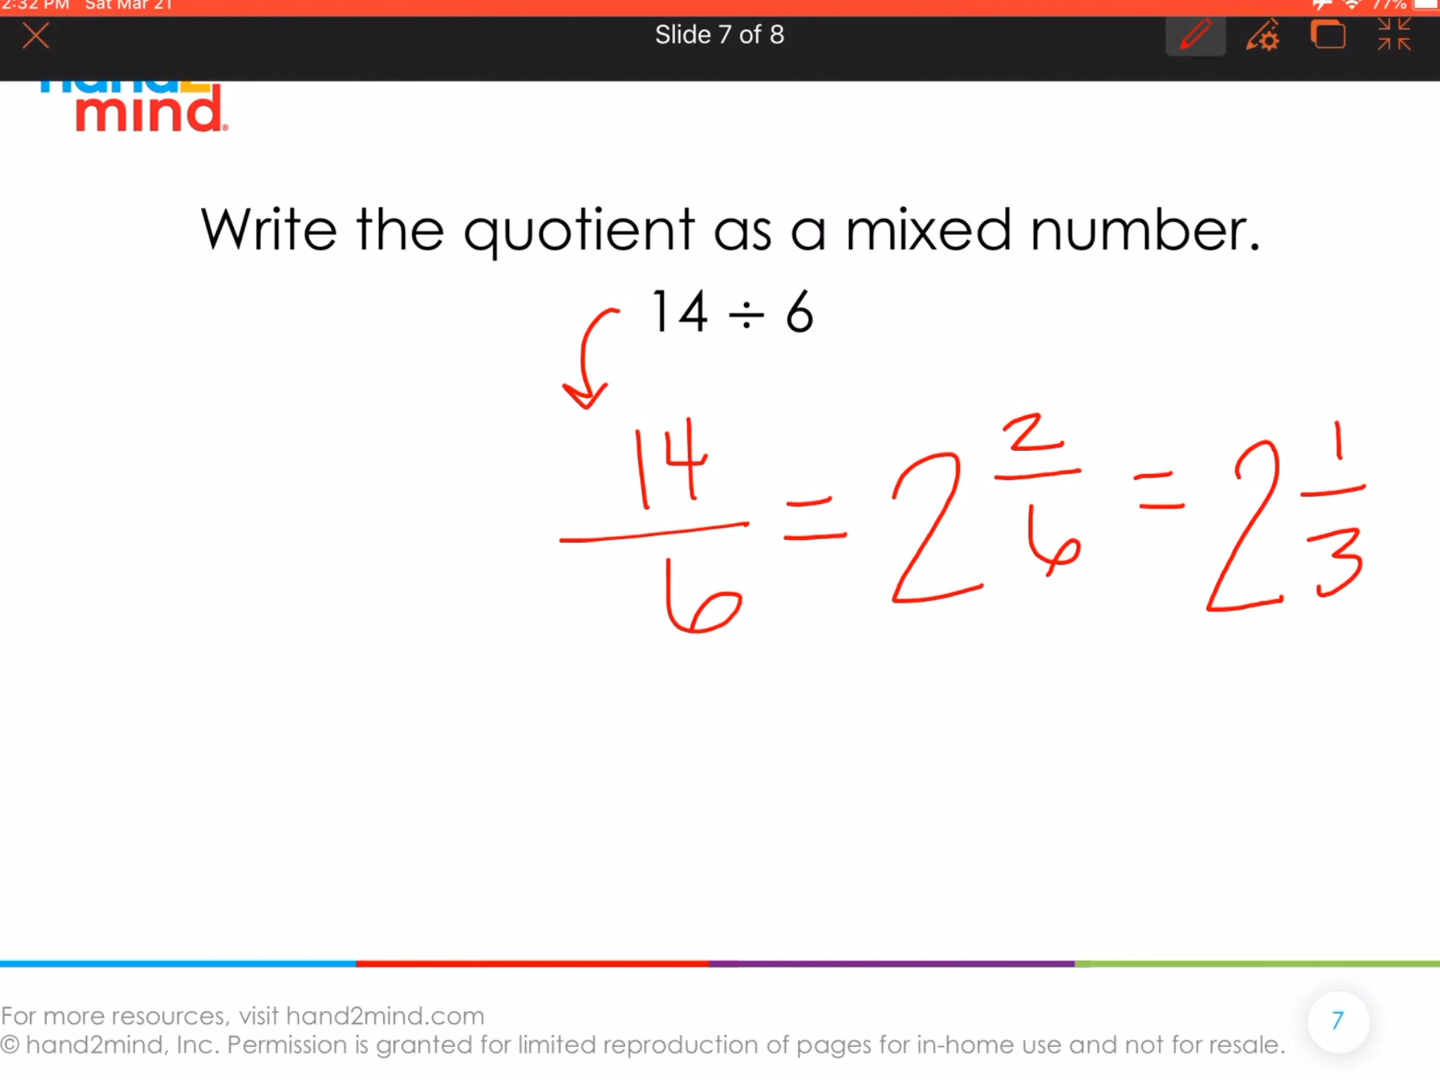 2:32 PM Sat Mar 21 77%
Slide 7 of 8
hand2
mind®
Write the quotient as a mixed number.
14 ÷ 6
14/6 = 2 2/6 = 2 1/3
For more resources, visit hand2mind.com
© hand2mind, Inc. Permission is granted for limited reproduction of pages for in-home use and not for resale.
7